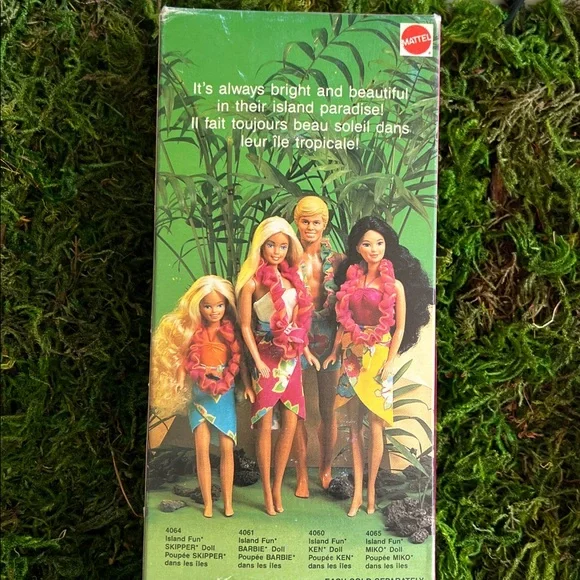 MATTEL
It's always bright and beautiful
in their island paradise!
Il fait toujours beau soleil dans
leur île tropicale!
4064
Island Fun*
SKIPPER* Doll
Poupée SKIPPER*
dans les îles
4061
Island Fun*
BARBIE* Doll
Poupée BARBIE*
dans les îles
4060
Island Fun*
KEN* Doll
Poupée KEN*
dans les îles
4065
Island Fun*
MIKO* Doll
Poupée MIKO*
dans les îles
EACH SOLD SEPARATELY